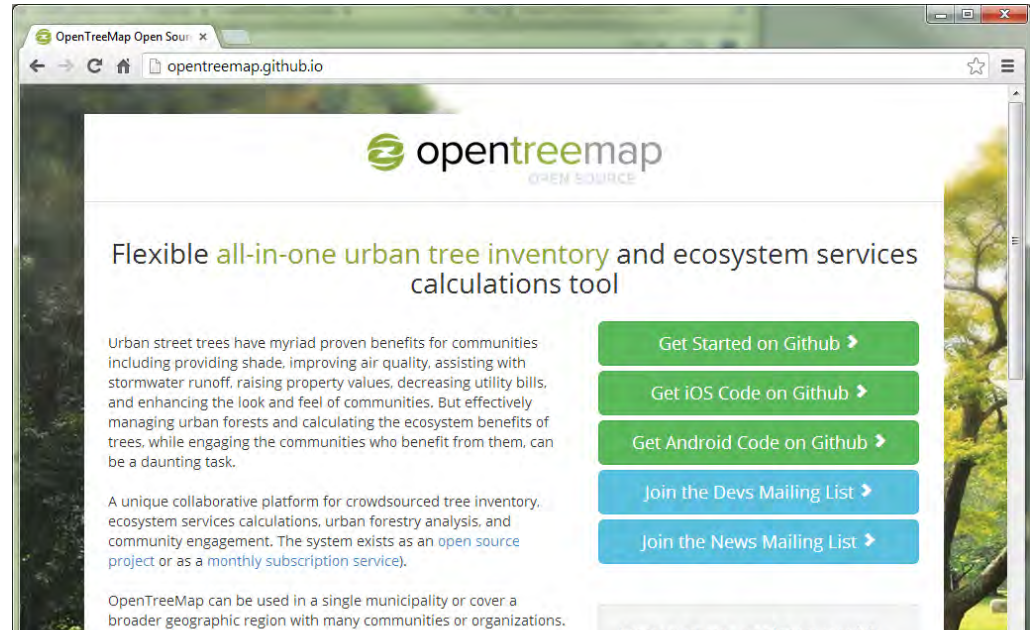 OpenTreeMap Open Sour
opentreemap.github.io
opentreemap
OPEN SOURCE
Flexible all-in-one urban tree inventory and ecosystem services
calculations tool
Urban street trees have myriad proven benefits for communities
including providing shade, improving air quality, assisting with
stormwater runoff, raising property values, decreasing utility bills,
and enhancing the look and feel of communities. But effectively
managing urban forests and calculating the ecosystem benefits of
trees, while engaging the communities who benefit from them, can
be a daunting task.
A unique collaborative platform for crowdsourced tree inventory,
ecosystem services calculations, urban forestry analysis, and
community engagement. The system exists as an open source
project or as a monthly subscription service).
OpenTreeMap can be used in a single municipality or cover a
broader geographic region with many communities or organizations.
Get Started on Github
Get iOS Code on Github
Get Android Code on Github
Join the Devs Mailing List
Join the News Mailing List